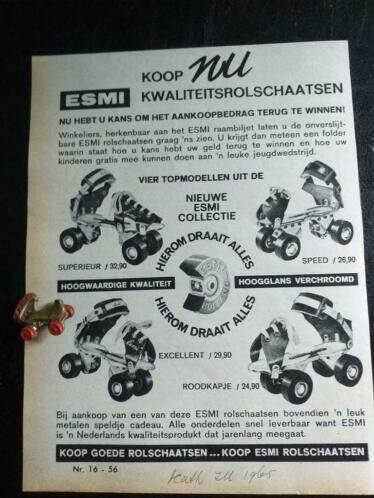 KOOP NU
ESMI KWALITEITSROLSCHAATSEN
NU HEBT U KANS OM HET AANKOOPBEDRAG TERUG TE WINNEN!
Winkeliers, herkenbaar aan het ESMI raambiljet laten u de onverslijt-
bare ESMI rolschaatsen graag 'ns zien. U krijgt dan meteen een folder
waarin staat hoe u kans hebt uw geld terug te winnen en hoe uw
kinderen gratis mee kunnen doen aan 'n leuke jeugdwedstrijd.
VIER TOPMODELLEN UIT DE
NIEUWE
ESMI
COLLECTIE
HIEROM DRAAIT ALLES
SUPERIEUR ƒ 32,90
SPEED ƒ 26,90
ESMI
HOLLAND
HOOGWAARDIGE KWALITEIT
HOOGGLANS VERCHROOMD
HIEROM DRAAIT ALLES
EXCELLENT ƒ 29,90
ROODKAPJE ƒ 24,90
Bij aankoop van een van deze ESMI rolschaatsen bovendien 'n leuk
metalen speldje cadeau. Alle onderdelen snel leverbaar want ESMI
is 'n Nederlands kwaliteitsprodukt dat jarenlang meegaat.
KOOP GOEDE ROLSCHAATSEN ... KOOP ESMI ROLSCHAATSEN
Nr. 16 - 56
1965